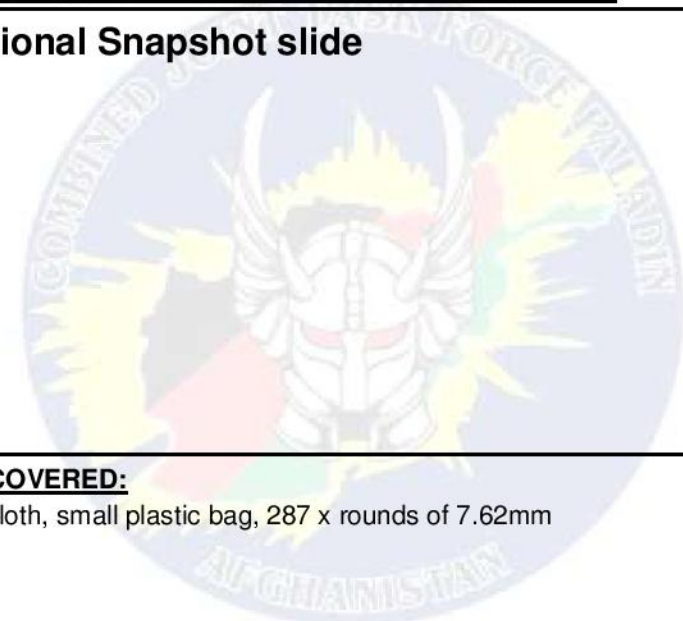 ional Snapshot slide
COMBINED JOINT TASK FORCE PALADIN
COVERED:
loth, small plastic bag, 287 x rounds of 7.62mm
AFGHANISTAN